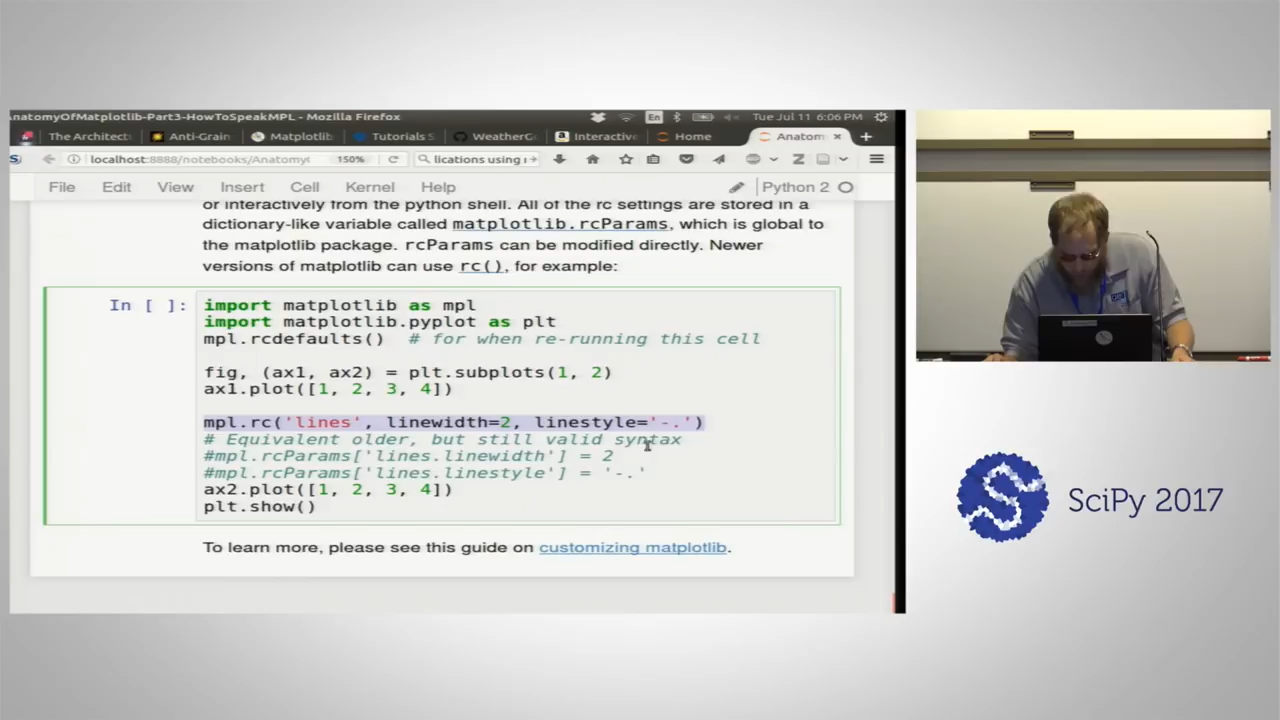 AnatomyOfMatplotlib-Part3-HowToSpeakMPL - Mozilla Firefox
En
Tue Jul 11 6:06 PM
The Architect
Anti-Grain
Matplotlib
Tutorials S
WeatherGe
Interactive
Home
Anatom
localhost:8888/notebooks/Anatomy
150%
lications using
File Edit View Insert Cell Kernel Help
Python 2
or interactively from the python shell. All of the rc settings are stored in a
dictionary-like variable called matplotlib.rcParams, which is global to
the matplotlib package. rcParams can be modified directly. Newer
versions of matplotlib can use rc(), for example:
In [ ]:
import matplotlib as mpl
import matplotlib.pyplot as plt
mpl.rcdefaults() # for when re-running this cell
fig, (ax1, ax2) = plt.subplots(1, 2)
ax1.plot([1, 2, 3, 4])
mpl.rc('lines', linewidth=2, linestyle='-.')
# Equivalent older, but still valid syntax
#mpl.rcParams['lines.linewidth'] = 2
#mpl.rcParams['lines.linestyle'] = '-.'
ax2.plot([1, 2, 3, 4])
plt.show()
To learn more, please see this guide on customizing matplotlib.
SciPy 2017